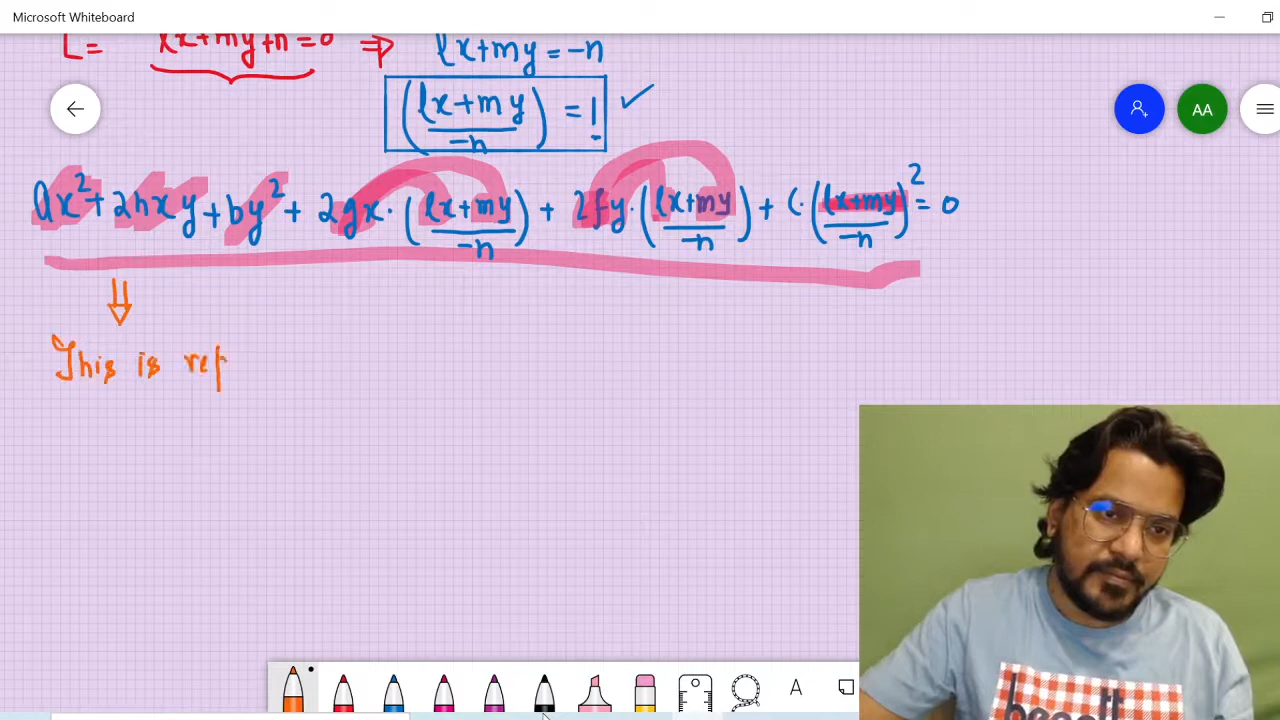 Microsoft Whiteboard
L = lx+my+n=0 ⇒ lx+my=-n
(lx+my/-n) = 1 ✓
AA
ax²+2hxy+by²+2gx·(lx+my/-n)+2fy·(lx+my/-n)+c·(lx+my/-n)²=0
⇓
This is rep
A